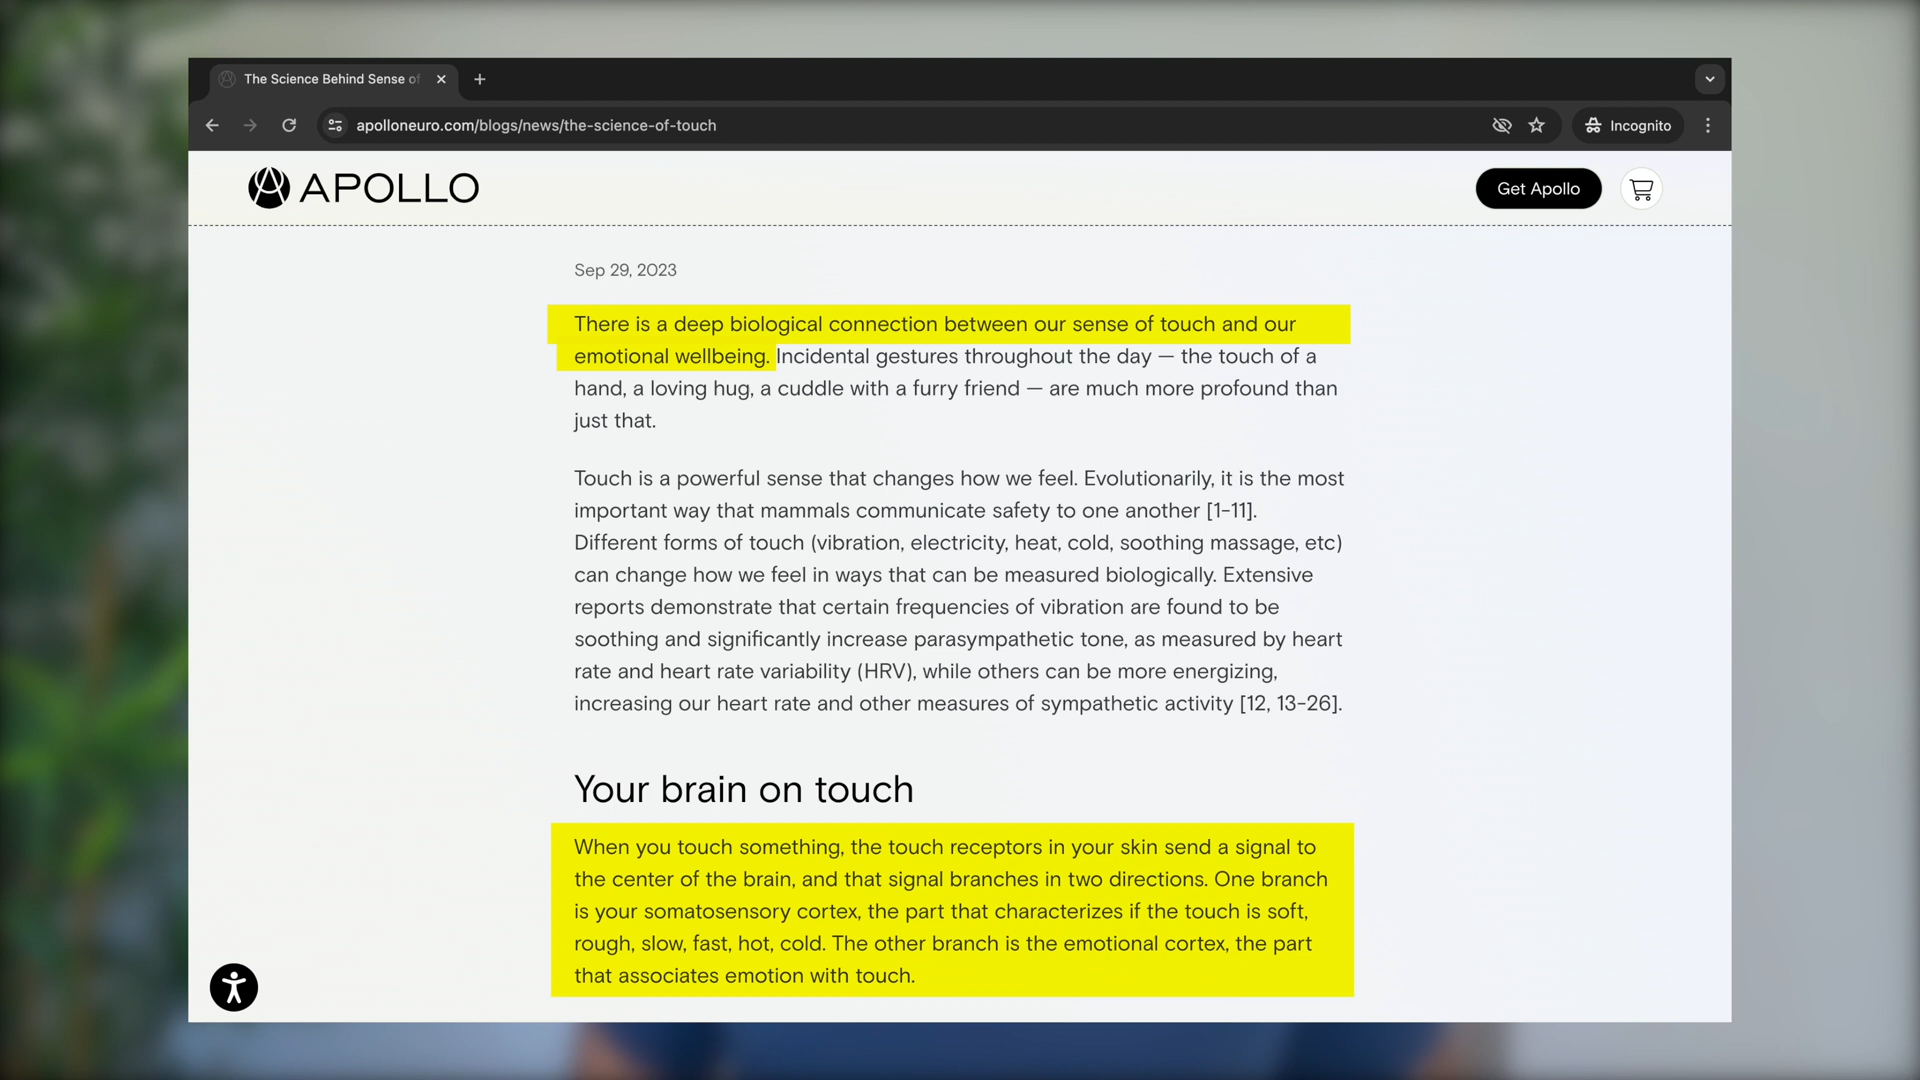 The Science Behind Sense of
apolloneuro.com/blogs/news/the-science-of-touch
Incognito
APOLLO
Get Apollo
Sep 29, 2023
There is a deep biological connection between our sense of touch and our
emotional wellbeing. Incidental gestures throughout the day — the touch of a
hand, a loving hug, a cuddle with a furry friend — are much more profound than
just that.
Touch is a powerful sense that changes how we feel. Evolutionarily, it is the most
important way that mammals communicate safety to one another [1-11].
Different forms of touch (vibration, electricity, heat, cold, soothing massage, etc)
can change how we feel in ways that can be measured biologically. Extensive
reports demonstrate that certain frequencies of vibration are found to be
soothing and significantly increase parasympathetic tone, as measured by heart
rate and heart rate variability (HRV), while others can be more energizing,
increasing our heart rate and other measures of sympathetic activity [12, 13-26].
Your brain on touch
When you touch something, the touch receptors in your skin send a signal to
the center of the brain, and that signal branches in two directions. One branch
is your somatosensory cortex, the part that characterizes if the touch is soft,
rough, slow, fast, hot, cold. The other branch is the emotional cortex, the part
that associates emotion with touch.